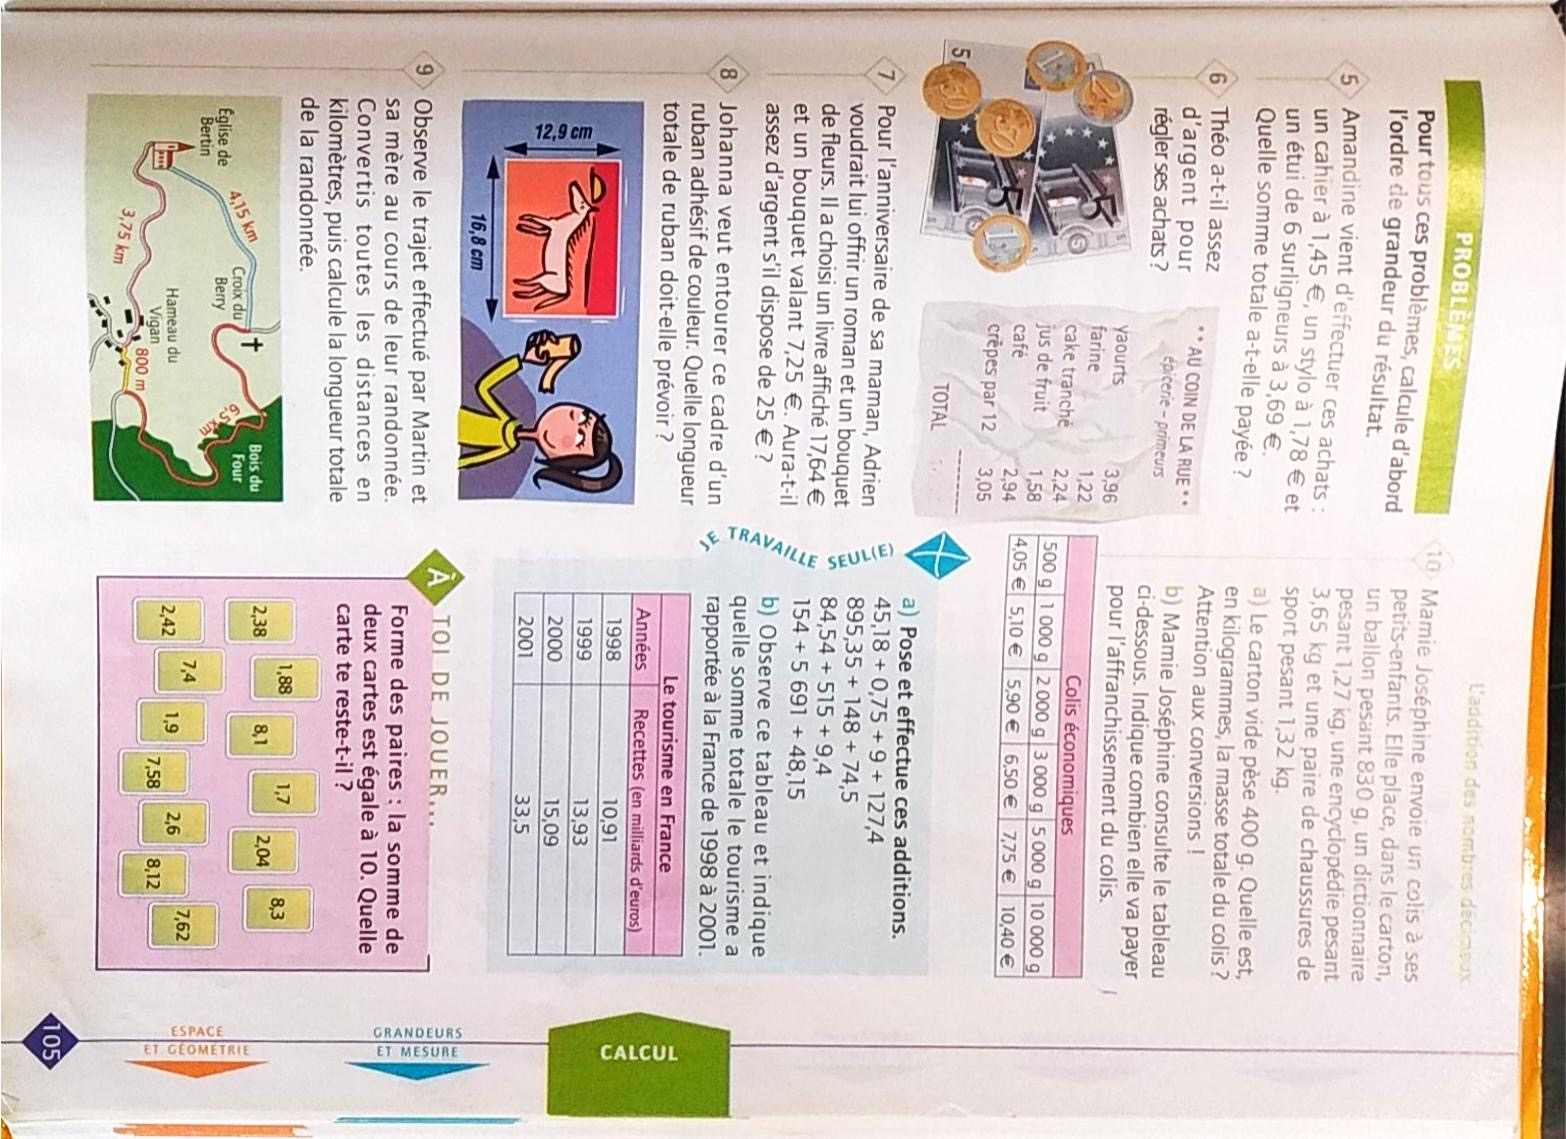 L'addition des nombres décimaux
PROBLÈMES
Pour tous ces problèmes, calcule d'abord
l'ordre de grandeur du résultat.
5 Amandine vient d'effectuer ces achats :
un cahier à 1,45 €, un stylo à 1,78 € et
un étui de 6 surligneurs à 3,69 €.
Quelle somme totale a-t-elle payée ?
6 Théo a-t-il assez
d'argent pour
régler ses achats ?
** AU COIN DE LA RUE **
épicerie - primeurs
yaourts 3,96
farine 1,22
cake tranché 2,24
jus de fruit 1,58
café 2,94
crêpes par 12 3,05
TOTAL
7 Pour l'anniversaire de sa maman, Adrien
voudrait lui offrir un roman et un bouquet
de fleurs. Il a choisi un livre affiché 17,64 €
et un bouquet valant 7,25 €. Aura-t-il
assez d'argent s'il dispose de 25 € ?
8 Johanna veut entourer ce cadre d'un
ruban adhésif de couleur. Quelle longueur
totale de ruban doit-elle prévoir ?
12,9 cm
16,8 cm
9 Observe le trajet effectué par Martin et
sa mère au cours de leur randonnée.
Convertis toutes les distances en
kilomètres, puis calcule la longueur totale
de la randonnée.
Église de
Bertin
4,15 km
Croix du
Berry
6,5 km
Bois du
Four
3,75 km
Hameau du
Vigan
800 m
10 Mamie Joséphine envoie un colis à ses
petits-enfants. Elle place, dans le carton,
un ballon pesant 830 g, un dictionnaire
pesant 1,27 kg, une encyclopédie pesant
3,65 kg et une paire de chaussures de
sport pesant 1,32 kg.
a) Le carton vide pèse 400 g. Quelle est,
en kilogrammes, la masse totale du colis ?
Attention aux conversions !
b) Mamie Joséphine consulte le tableau
ci-dessous. Indique combien elle va payer
pour l'affranchissement du colis.
Colis économiques
500 g 1 000 g 2 000 g 3 000 g 5 000 g 10 000 g
4,05 € 5,10 € 5,90 € 6,50 € 7,75 € 10,40 €
JE TRAVAILLE SEUL(E)
a) Pose et effectue ces additions.
45,18 + 0,75 + 9 + 127,4
895,35 + 148 + 74,5
84,54 + 515 + 9,4
154 + 5 691 + 48,15
b) Observe ce tableau et indique
quelle somme totale le tourisme a
rapportée à la France de 1998 à 2001.
Le tourisme en France
Années Recettes (en milliards d'euros)
1998 10,91
1999 13,93
2000 15,09
2001 33,5
À TOI DE JOUER...
Forme des paires : la somme de
deux cartes est égale à 10. Quelle
carte te reste-t-il ?
2,38 1,88 8,1 1,7 2,04 8,3
2,42 7,4 1,9 7,58 2,6 8,12 7,62
CALCUL
GRANDEURS
ET MESURE
ESPACE
ET GÉOMÉTRIE
105